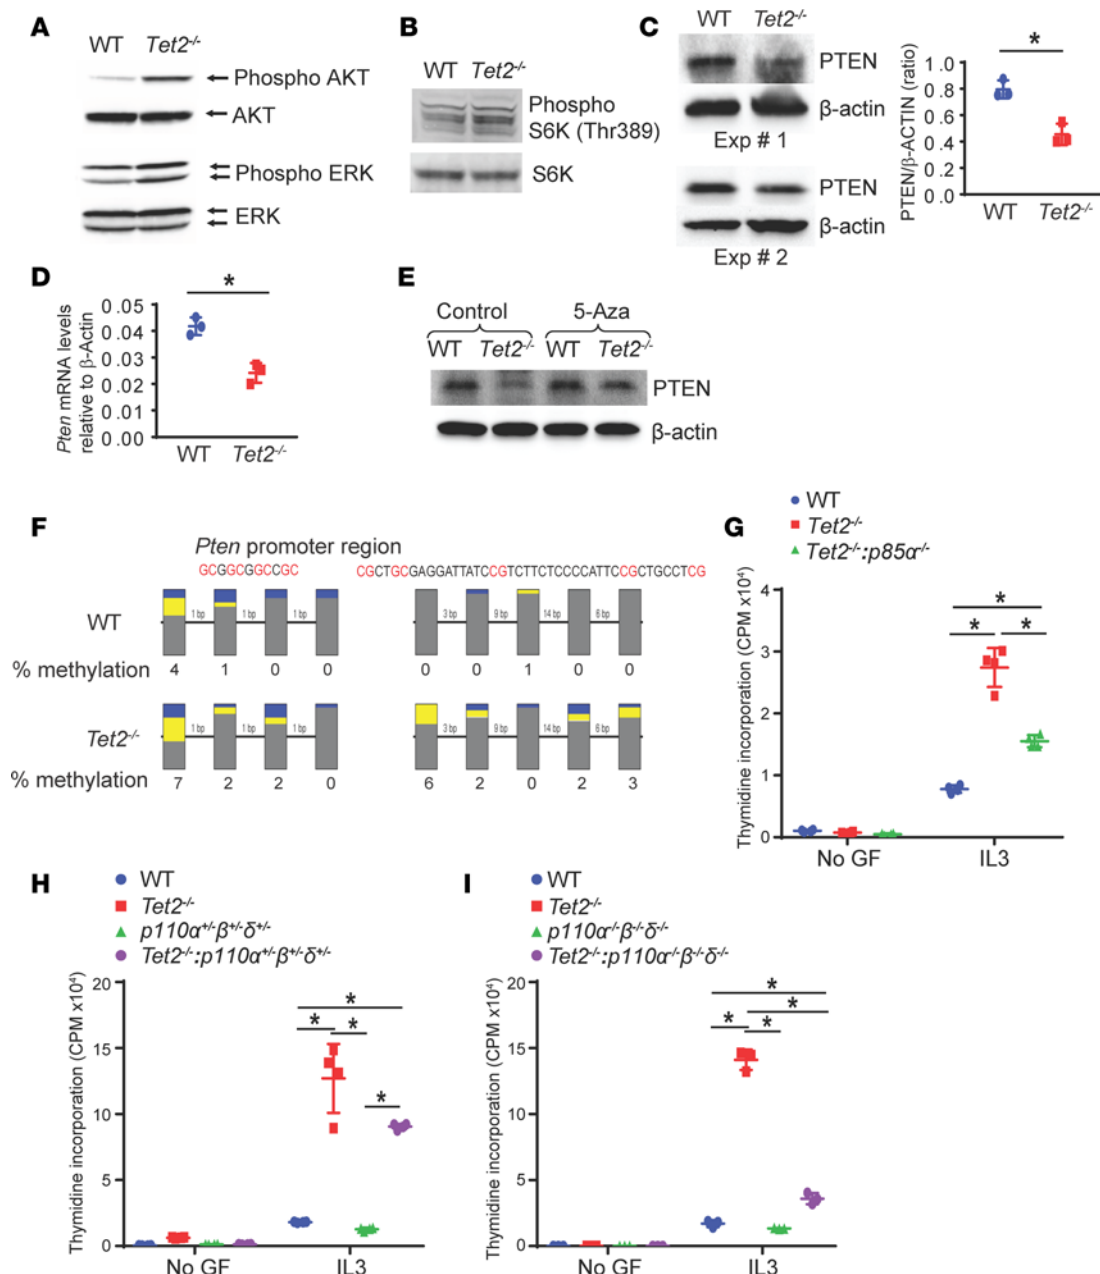 A
WT Tet2-/-
Phospho AKT
AKT
Phospho ERK
ERK
B
WT Tet2-/-
Phospho
S6K (Thr389)
S6K
C
WT Tet2-/-
PTEN
β-actin
Exp # 1
PTEN
β-actin
Exp # 2
*
PTEN/β-ACTIN (ratio)
1.0
0.8
0.6
0.4
0.2
0.0
WT Tet2-/-
D
*
Pten mRNA levels
relative to β-Actin
0.05
0.04
0.03
0.02
0.01
0.00
WT Tet2-/-
E
Control 5-Aza
WT Tet2-/- WT Tet2-/-
PTEN
β-actin
F
Pten promoter region
GCGGCGGCCGC CGCTGCGAGGATTATCCGTCTTCTCCCCATTCCGCTGCCTCG
WT
1 bp 1 bp 1 bp 3 bp 9 bp 14 bp 6 bp
% methylation 4 1 0 0 0 0 1 0 0
Tet2-/-
1 bp 1 bp 1 bp 3 bp 9 bp 14 bp 6 bp
% methylation 7 2 2 0 6 2 0 2 3
G
WT
Tet2-/-
Tet2-/-:p85α-/-
Thymidine incorporation (CPM x10⁴)
4
3
2
1
0
*
* *
No GF IL3
H
WT
Tet2-/-
p110α+/-β+/-δ+/-
Tet2-/-:p110α+/-β+/-δ+/-
Thymidine incorporation (CPM x10⁴)
20
15
10
5
0
*
* *
*
No GF IL3
I
WT
Tet2-/-
p110α-/-β-/-δ-/-
Tet2-/-:p110α-/-β-/-δ-/-
Thymidine incorporation (CPM x10⁴)
20
15
10
5
0
*
*
* *
No GF IL3